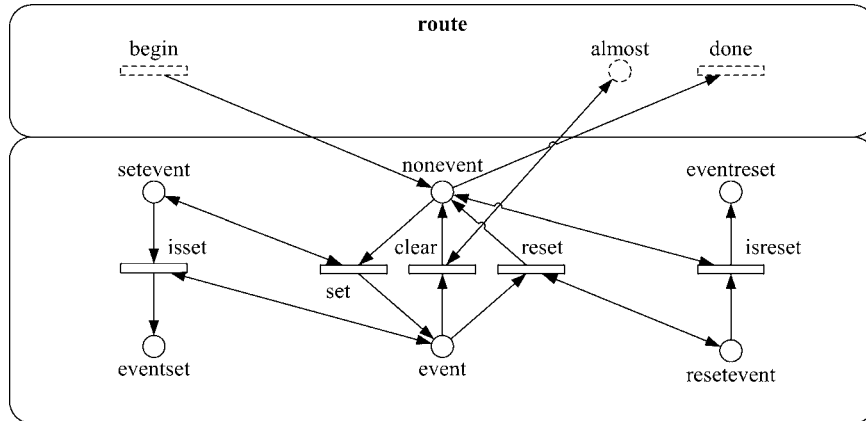 route
begin
almost
done
setevent
nonevent
eventreset
isset
clear
reset
isreset
set
eventset
event
resetevent